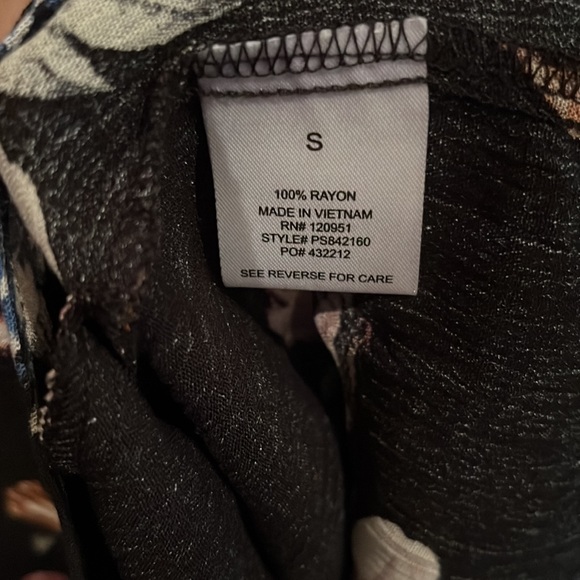 S
100% RAYON
MADE IN VIETNAM
RN# 120951
STYLE# PS842160
PO# 432212
SEE REVERSE FOR CARE